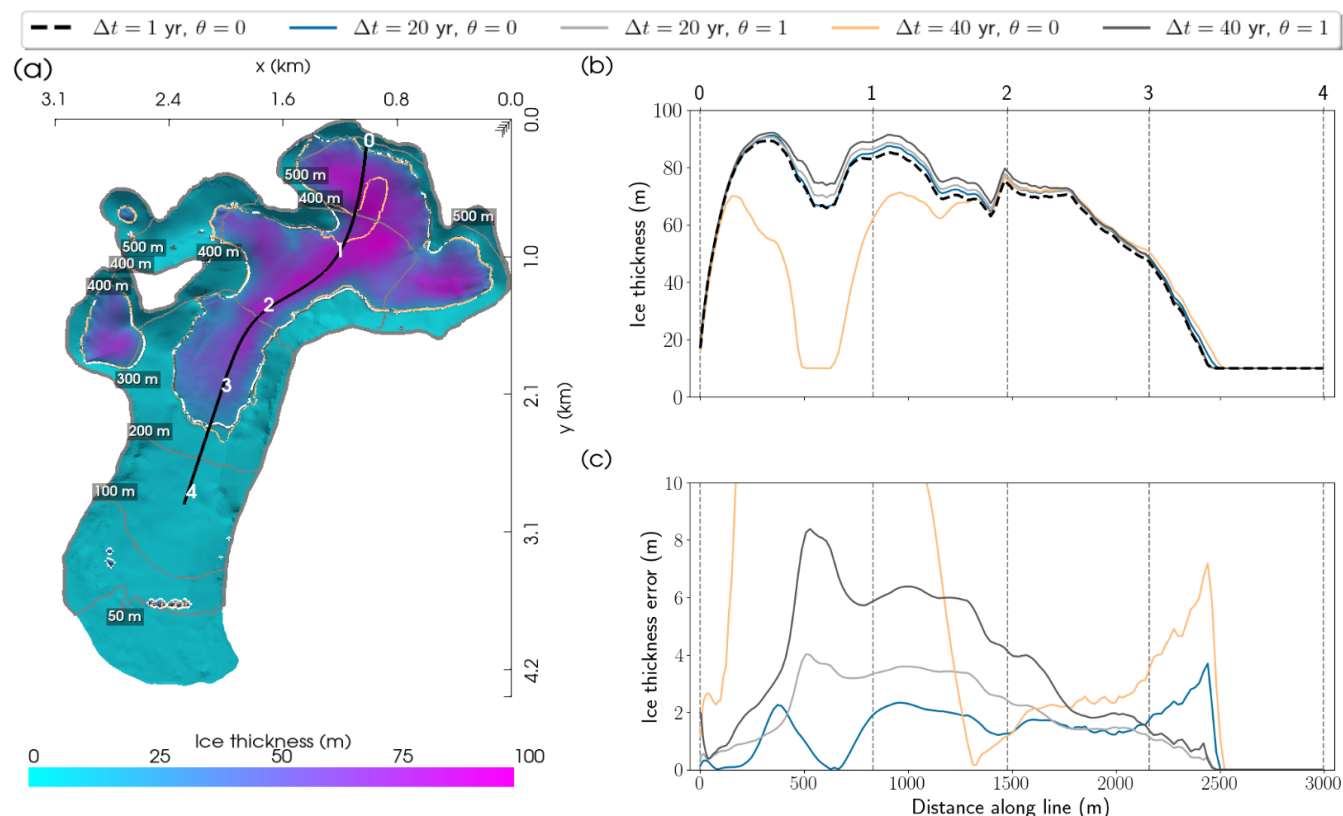 Δt = 1 yr, θ = 0 Δt = 20 yr, θ = 0 Δt = 20 yr, θ = 1 Δt = 40 yr, θ = 0 Δt = 40 yr, θ = 1
(a)
x (km)
3.1 2.4 1.6 0.8 0.0
0.0
1.0
2.1
3.1
4.2
y (km)
0
500 m
400 m
500 m
500 m
400 m
400 m
400 m
1
2
300 m
3
200 m
4
100 m
50 m
Ice thickness (m)
0 25 50 75 100
(b)
0 1 2 3 4
Ice thickness (m)
100
80
60
40
20
0
(c)
Ice thickness error (m)
10
8
6
4
2
0
0 500 1000 1500 2000 2500 3000
Distance along line (m)